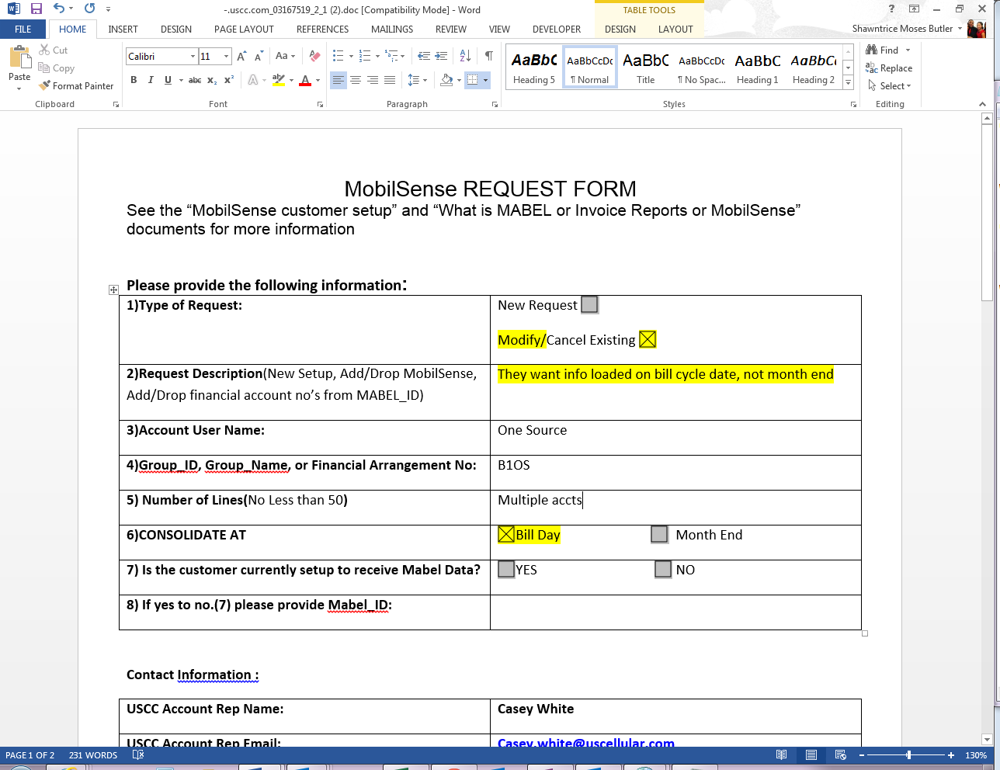 -.uscc.com_03167519_2_1 (2).doc [Compatibility Mode] - Word
TABLE TOOLS
FILE HOME INSERT DESIGN PAGE LAYOUT REFERENCES MAILINGS REVIEW VIEW DEVELOPER DESIGN LAYOUT
Shawntrice Moses Butler
Paste
Cut
Copy
Format Painter
Clipboard
Calibri 11
Font
Paragraph
AaBbC AaBbCcDc AaBbC AaBbCcDc AaBbC AaBbCc
Heading 5 ¶ Normal Title ¶ No Spac... Heading 1 Heading 2
Styles
Find
Replace
Select
Editing
MobilSense REQUEST FORM
See the “MobilSense customer setup” and “What is MABEL or Invoice Reports or MobilSense”
documents for more information
Please provide the following information:
1)Type of Request: New Request
Modify/Cancel Existing
2)Request Description(New Setup, Add/Drop MobilSense, They want info loaded on bill cycle date, not month end
Add/Drop financial account no’s from MABEL_ID)
3)Account User Name: One Source
4)Group_ID, Group_Name, or Financial Arrangement No: B1OS
5) Number of Lines(No Less than 50) Multiple accts
6)CONSOLIDATE AT Bill Day Month End
7) Is the customer currently setup to receive Mabel Data? YES NO
8) If yes to no.(7) please provide Mabel_ID:
Contact Information :
USCC Account Rep Name: Casey White
USCC Account Rep Email: Casey.white@uscellular.com
PAGE 1 OF 2 231 WORDS 130%